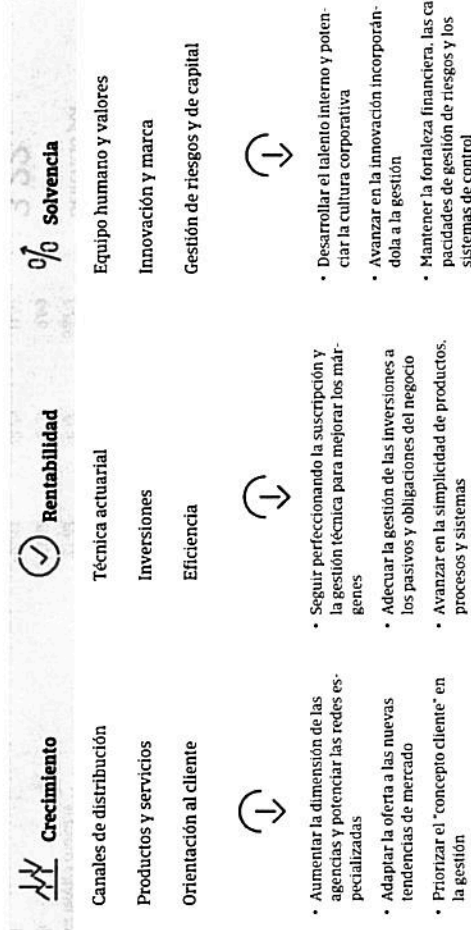 Crecimiento
Canales de distribución
Productos y servicios
Orientación al cliente
• Aumentar la dimensión de las
agencias y potenciar las redes es-
pecializadas
• Adaptar la oferta a las nuevas
tendencias de mercado
• Priorizar el "concepto cliente" en
la gestión
Rentabilidad
Técnica actuarial
Inversiones
Eficiencia
• Seguir perfeccionando la suscripción y
la gestión técnica para mejorar los már-
genes
• Adecuar la gestión de las inversiones a
los pasivos y obligaciones del negocio
• Avanzar en la simplicidad de productos,
procesos y sistemas
% Solvencia
Equipo humano y valores
Innovación y marca
Gestión de riesgos y de capital
• Desarrollar el talento interno y poten-
ciar la cultura corporativa
• Avanzar en la innovación incorporán-
dola a la gestión
• Mantener la fortaleza financiera, las ca
pacidades de gestión de riesgos y los
sistemas de control